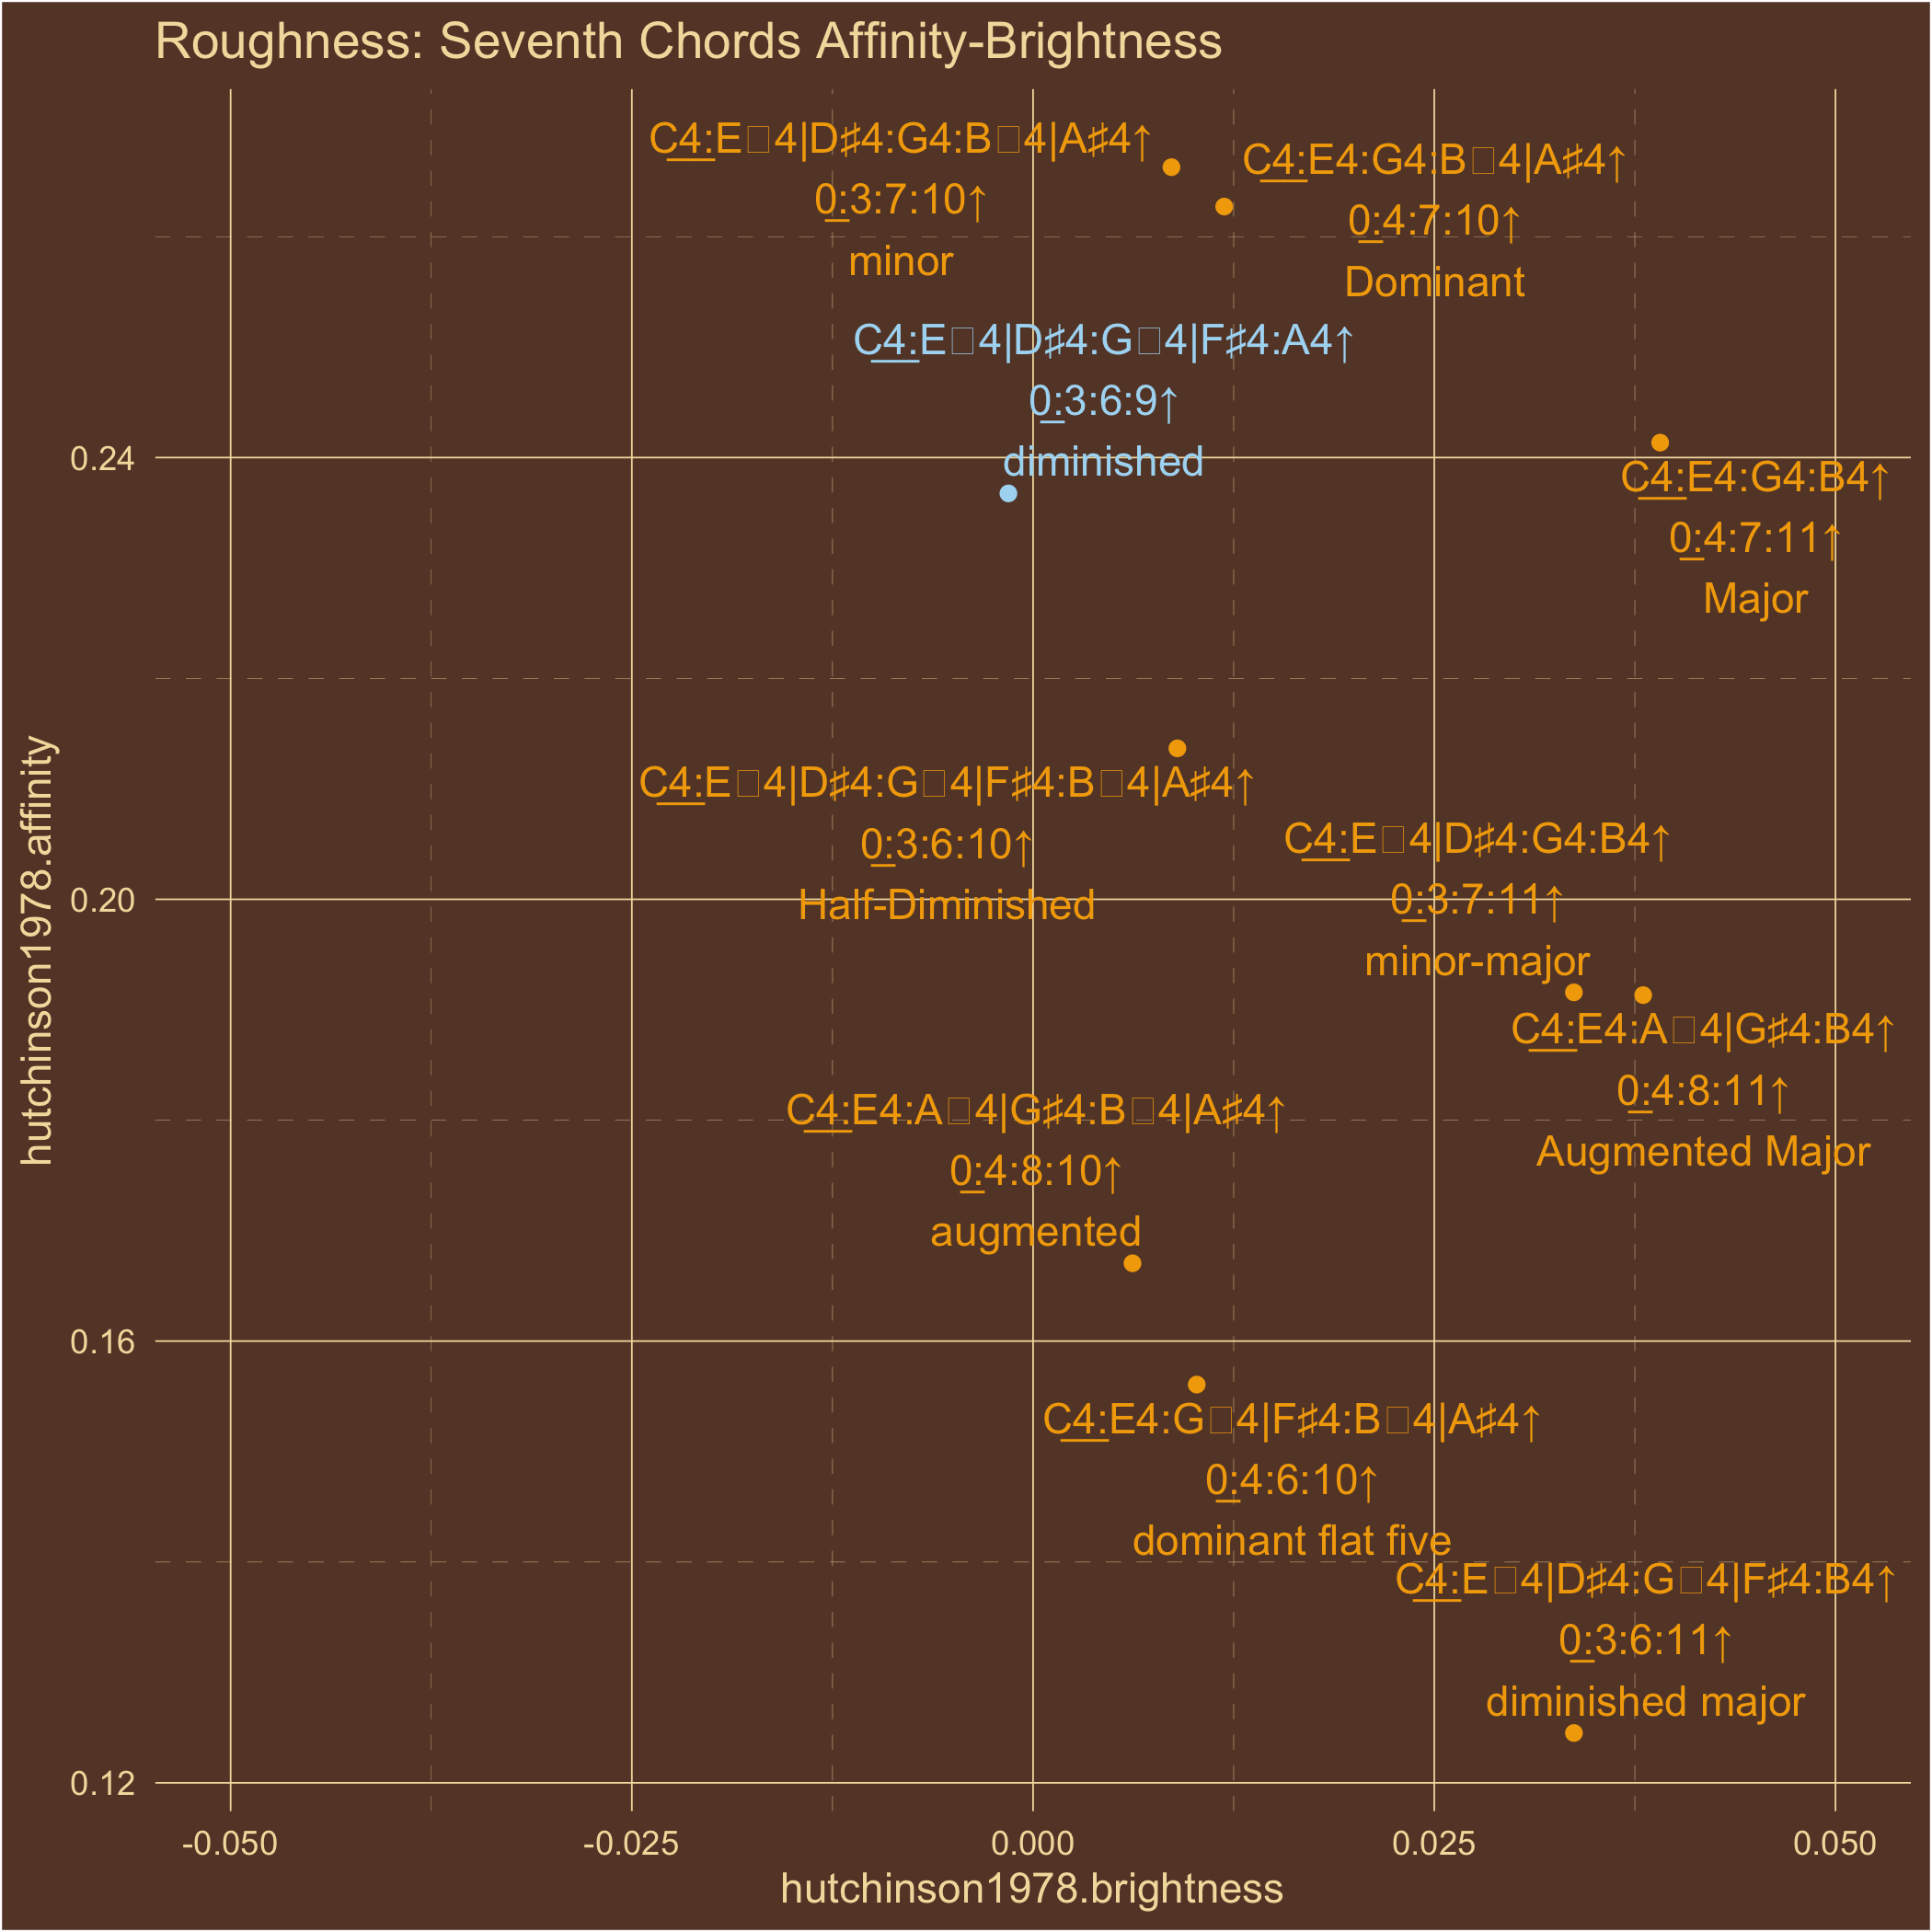 Roughness: Seventh Chords Affinity-Brightness
C4:E□4|D♯4:G4:B□4|A♯4↑
0:3:7:10↑
minor
C4:E4:G4:B□4|A♯4↑
0:4:7:10↑
Dominant
C4:E□4|D♯4:G□4|F♯4:A4↑
0:3:6:9↑
diminished
0.24
C4:E4:G4:B4↑
0:4:7:11↑
Major
C4:E□4|D♯4:G□4|F♯4:B□4|A♯4↑
0:3:6:10↑
Half-Diminished
C4:E□4|D♯4:G4:B4↑
0:3:7:11↑
minor-major
0.20
hutchinson1978.affinity
C4:E4:A□4|G♯4:B4↑
0:4:8:11↑
Augmented Major
C4:E4:A□4|G♯4:B□4|A♯4↑
0:4:8:10↑
augmented
0.16
C4:E4:G□4|F♯4:B□4|A♯4↑
0:4:6:10↑
dominant flat five
C4:E□4|D♯4:G□4|F♯4:B4↑
0:3:6:11↑
diminished major
0.12
-0.050 -0.025 0.000 0.025 0.050
hutchinson1978.brightness